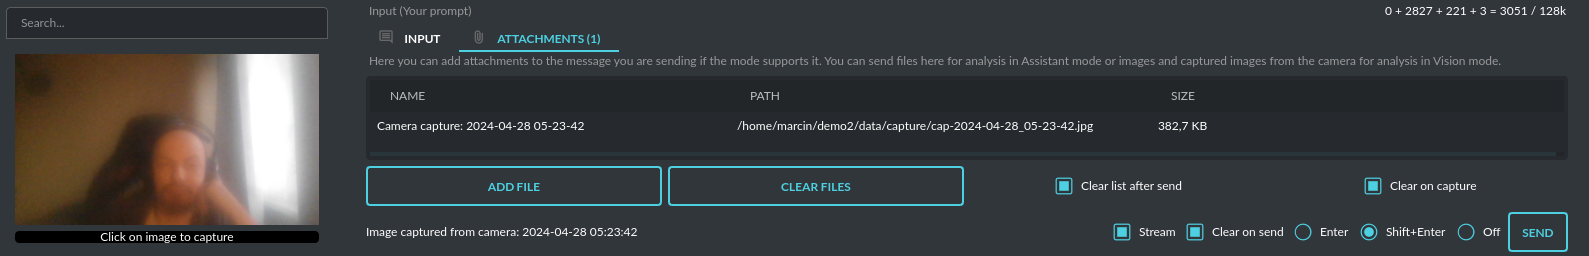 Search...
Click on image to capture
Input (Your prompt)
0 + 2827 + 221 + 3 = 3051 / 128k
INPUT
ATTACHMENTS (1)
Here you can add attachments to the message you are sending if the mode supports it. You can send files here for analysis in Assistant mode or images and captured images from the camera for analysis in Vision mode.
NAME PATH SIZE
Camera capture: 2024-04-28 05-23-42 /home/marcin/demo2/data/capture/cap-2024-04-28_05-23-42.jpg 382,7 KB
ADD FILE CLEAR FILES Clear list after send Clear on capture
Image captured from camera: 2024-04-28 05:23:42 Stream Clear on send Enter Shift+Enter Off SEND